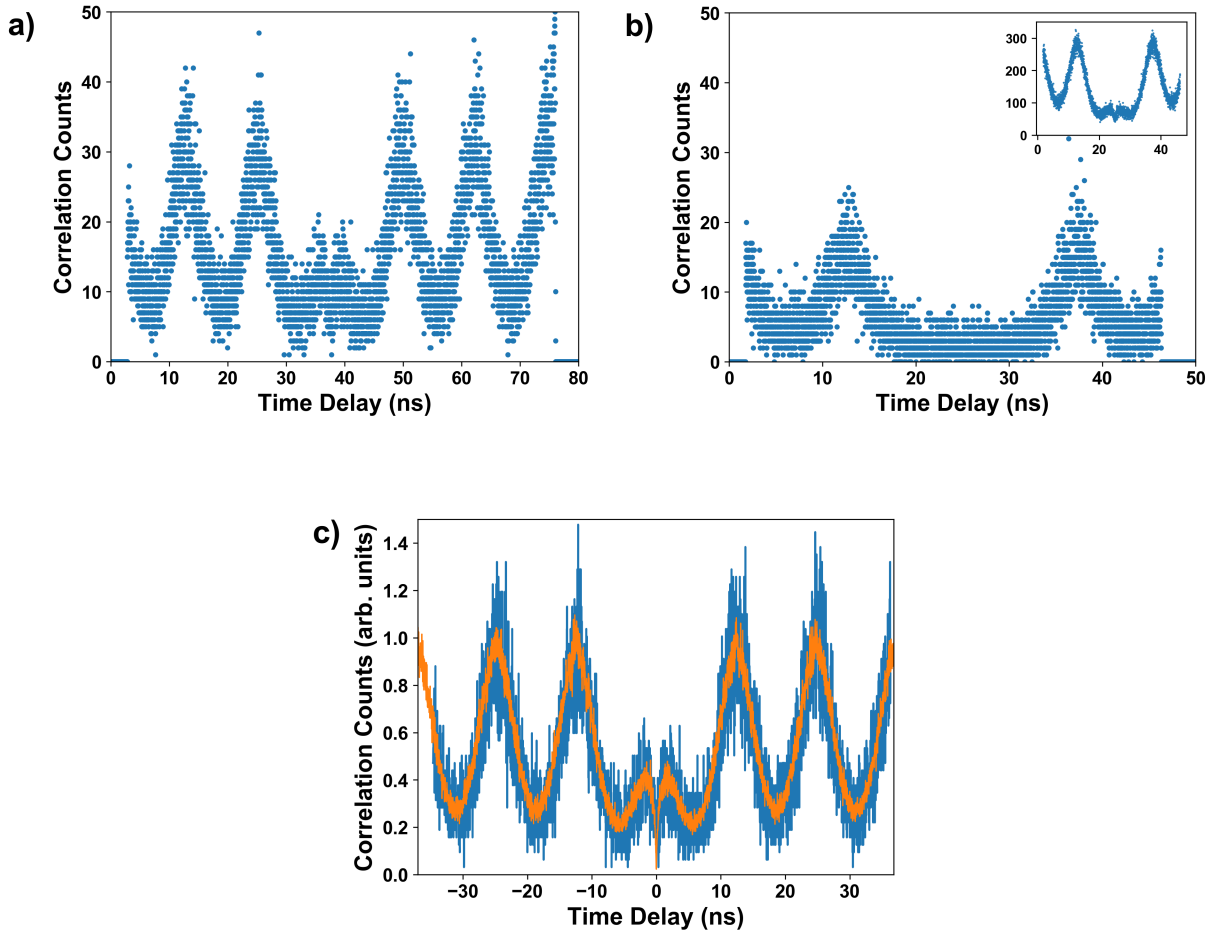 a)
50
40
30
20
10
0
Correlation Counts
0 10 20 30 40 50 60 70 80
Time Delay (ns)
b)
50
40
30
20
10
0
Correlation Counts
300
200
100
0
0 20 40
0 10 20 30 40 50
Time Delay (ns)
c)
1.4
1.2
1.0
0.8
0.6
0.4
0.2
0.0
Correlation Counts (arb. units)
−30 −20 −10 0 10 20 30
Time Delay (ns)